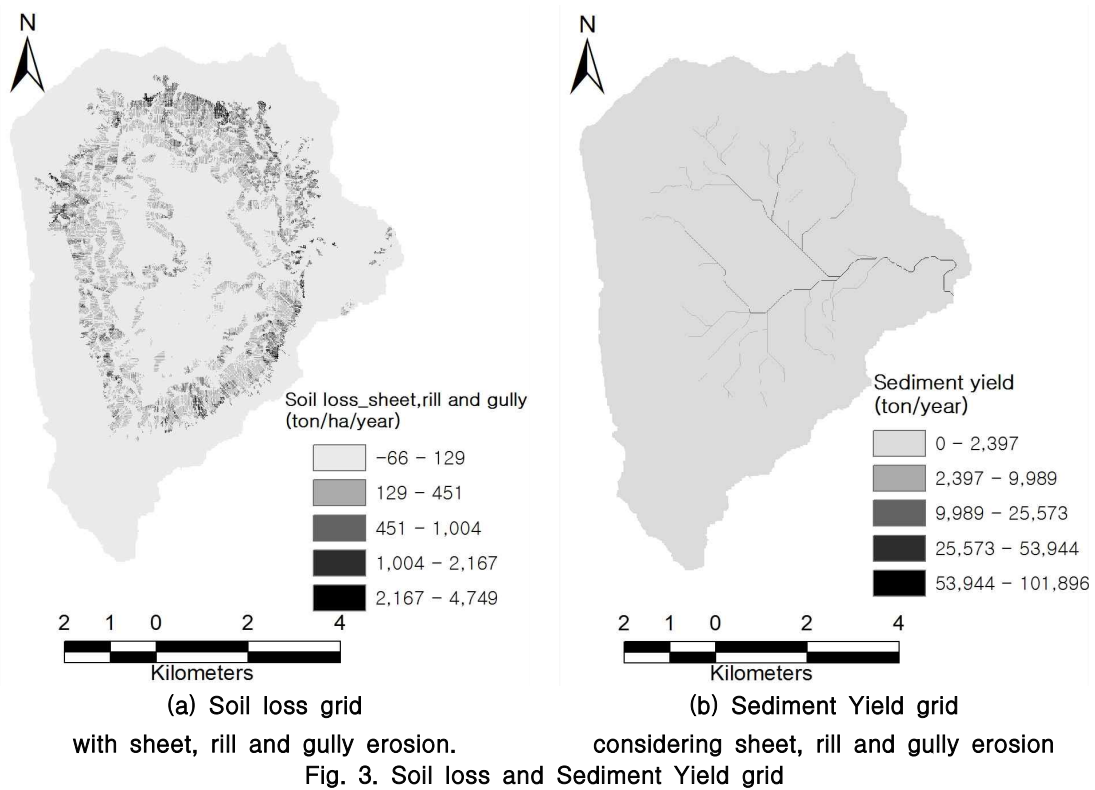 N
Soil loss_sheet,rill and gully
(ton/ha/year)
-66 - 129
129 - 451
451 - 1,004
1,004 - 2,167
2,167 - 4,749
2 1 0 2 4
Kilometers
N
Sediment yield
(ton/year)
0 - 2,397
2,397 - 9,989
9,989 - 25,573
25,573 - 53,944
53,944 - 101,896
2 1 0 2 4
Kilometers
(a) Soil loss grid
with sheet, rill and gully erosion.
(b) Sediment Yield grid
considering sheet, rill and gully erosion
Fig. 3. Soil loss and Sediment Yield grid